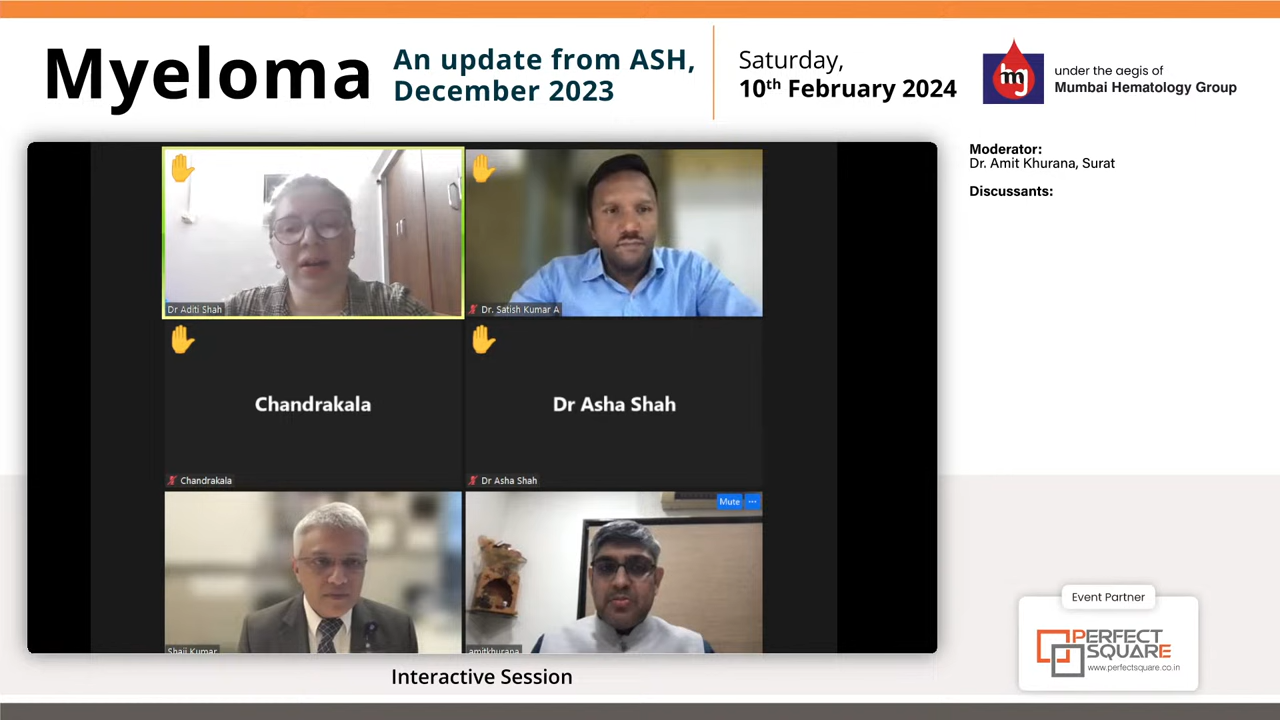 Myeloma
An update from ASH,
December 2023
Saturday,
10th February 2024
mg
under the aegis of
Mumbai Hematology Group
Moderator:
Dr. Amit Khurana, Surat
Discussants:
Dr Aditi Shah
Dr. Satish Kumar A
Chandrakala
Dr Asha Shah
Chandrakala
Dr Asha Shah
Mute
Shaji Kumar
amitkhurana
Interactive Session
Event Partner
PERFECT
SQUARE
www.perfectsquare.co.in